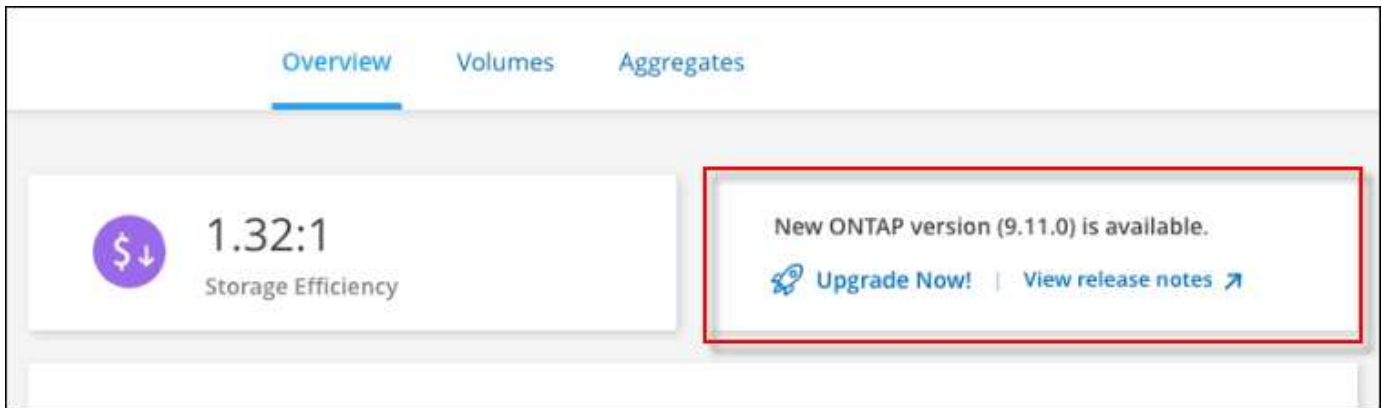 Overview Volumes Aggregates
1.32:1
Storage Efficiency
New ONTAP version (9.11.0) is available.
Upgrade Now! | View release notes